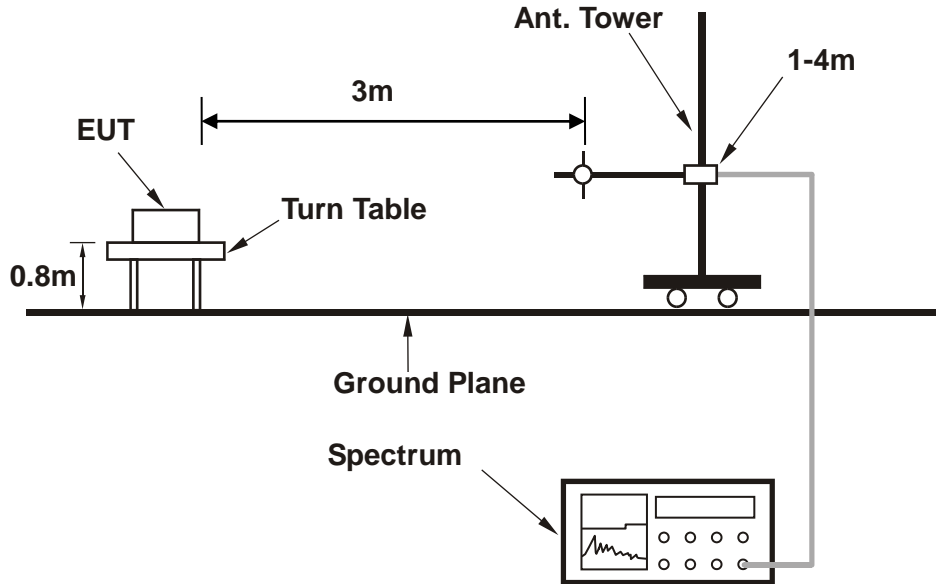 Ant. Tower
1-4m
3m
EUT
Turn Table
0.8m
Ground Plane
Spectrum